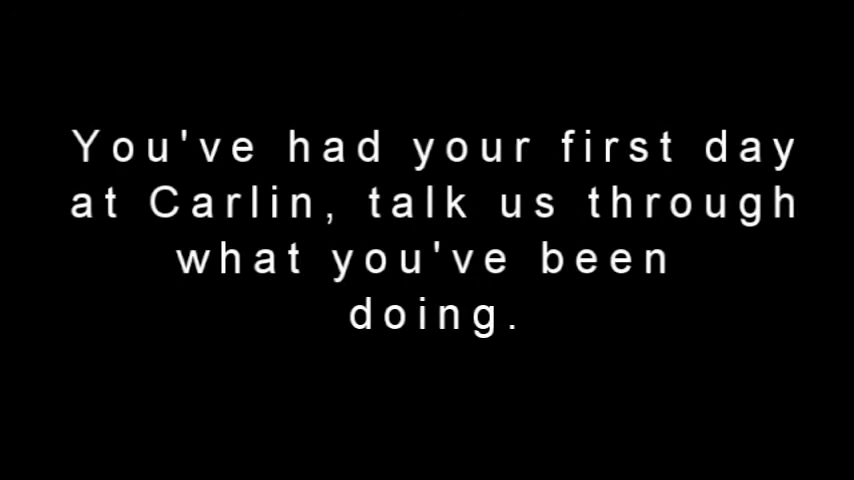 You've had your first day
at Carlin, talk us through
what you've been
doing.